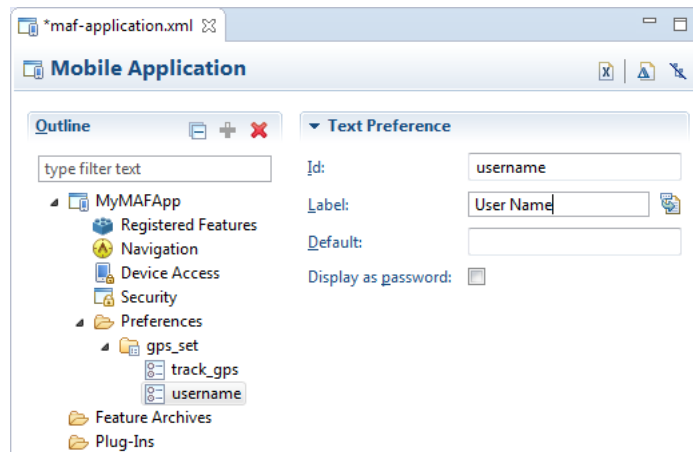 *maf-application.xml
Mobile Application
Outline
type filter text
MyMAFApp
Registered Features
Navigation
Device Access
Security
Preferences
gps_set
track_gps
username
Feature Archives
Plug-Ins
Text Preference
Id: username
Label: User Name
Default:
Display as password: